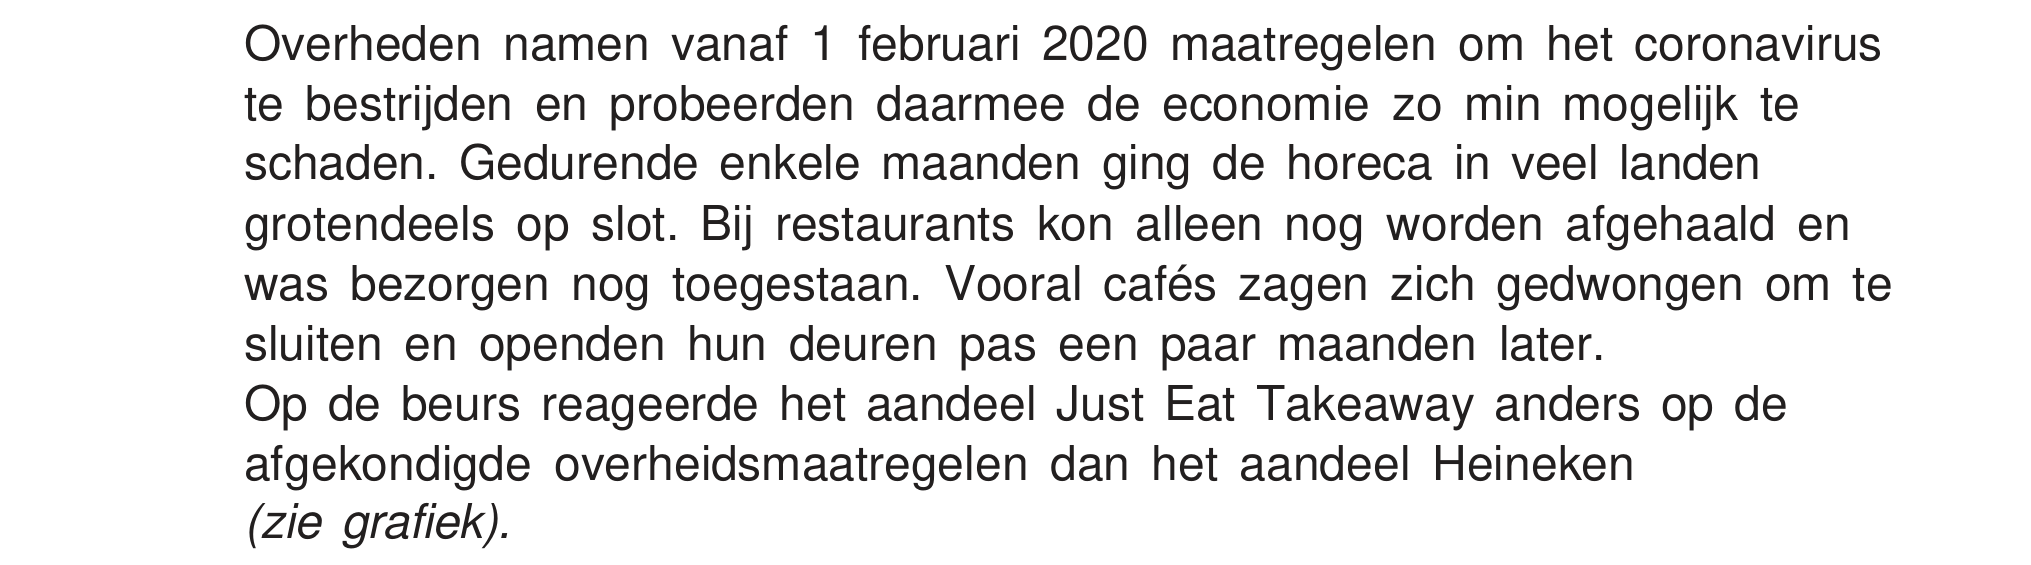 Overheden namen vanaf 1 februari 2020 maatregelen om het coronavirus
te bestrijden en probeerden daarmee de economie zo min mogelijk te
schaden. Gedurende enkele maanden ging de horeca in veel landen
grotendeels op slot. Bij restaurants kon alleen nog worden afgehaald en
was bezorgen nog toegestaan. Vooral cafés zagen zich gedwongen om te
sluiten en openden hun deuren pas een paar maanden later.
Op de beurs reageerde het aandeel Just Eat Takeaway anders op de
afgekondigde overheidsmaatregelen dan het aandeel Heineken
(zie grafiek).